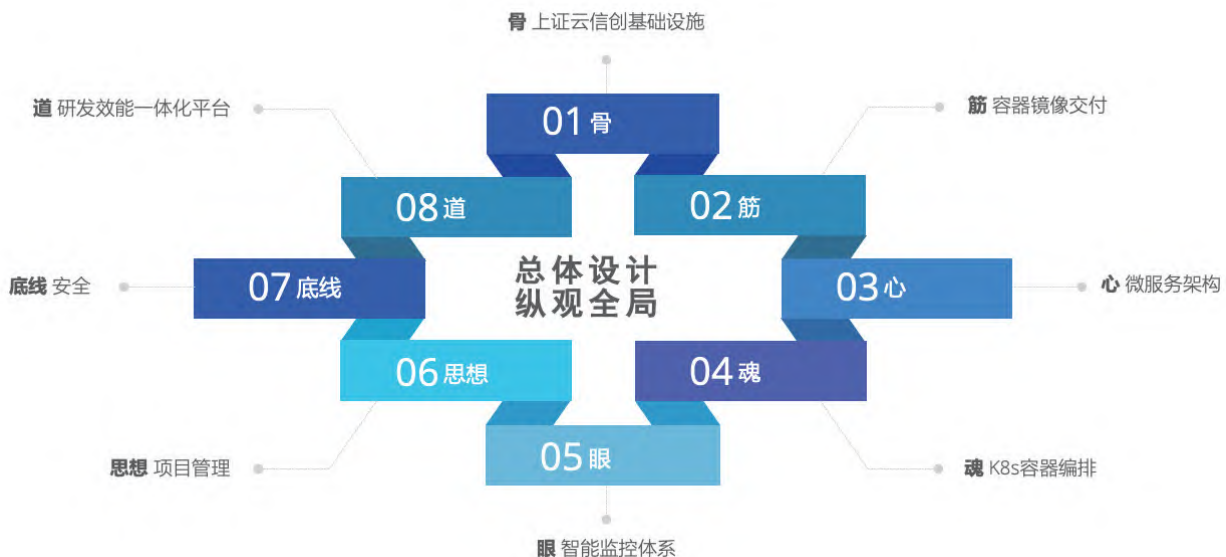 骨 上证云信创基础设施
道 研发效能一体化平台
筋 容器镜像交付
01 骨
08 道
02 筋
总体设计
纵观全局
底线 安全
07 底线
03 心
心 微服务架构
06 思想
04 魂
思想 项目管理
05 眼
魂 K8s容器编排
眼 智能监控体系